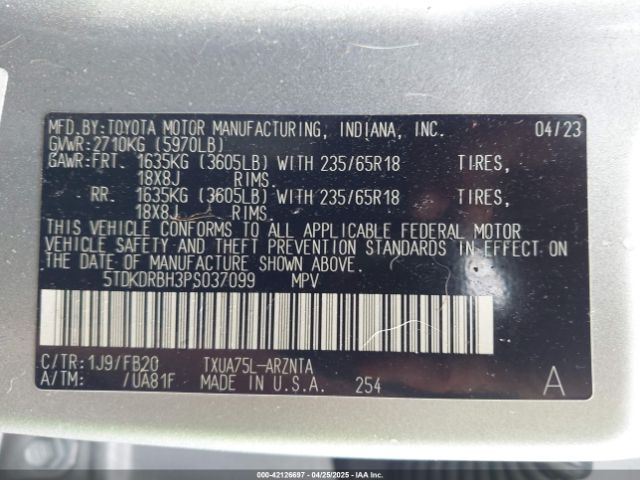 MFD.BY:TOYOTA MOTOR MANUFACTURING, INDIANA, INC. 04/23
GVWR:2710KG (5970LB)
GAWR:FRT. 1635KG (3605LB) WITH 235/65R18 TIRES,
18X8J RIMS.
RR. 1635KG (3605LB) WITH 235/65R18 TIRES,
18X8J RIMS.
THIS VEHICLE CONFORMS TO ALL APPLICABLE FEDERAL MOTOR
VEHICLE SAFETY AND THEFT PREVENTION STANDARDS IN EFFECT ON
THE DATE OF MANUFACTURE SHOWN ABOVE.
5TDKDRBH3PS037099 MPV
C/TR:1J9/FB20 TXUA75L-ARZNTA
A/TM: /UA81F MADE IN U.S.A. 254 A
000-42126697 - 04/25/2025 - IAAI.COM